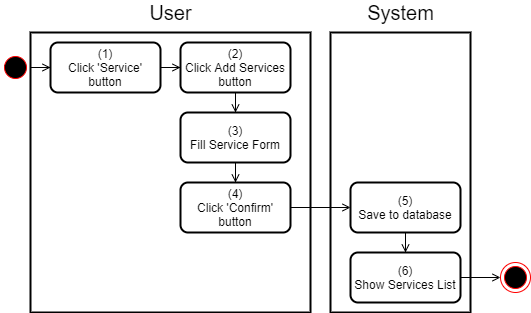 User
System
(1)
Click 'Service'
button
(2)
Click Add Services
button
(3)
Fill Service Form
(4)
Click 'Confirm'
button
(5)
Save to database
(6)
Show Services List